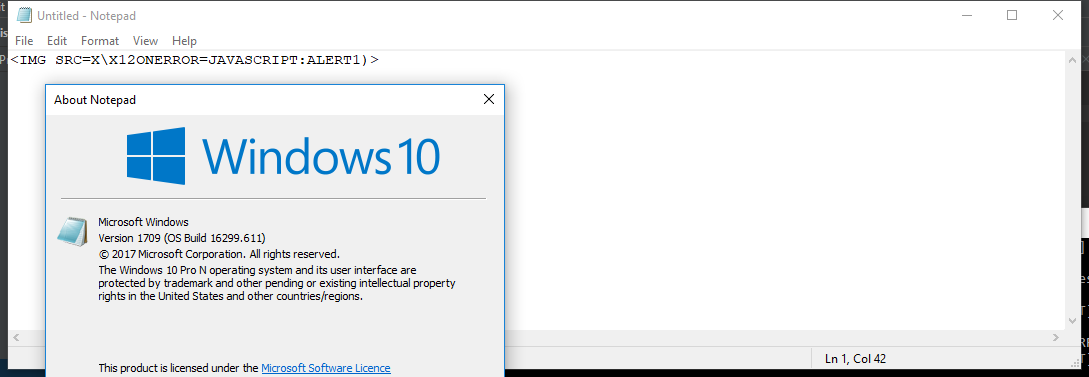 Untitled - Notepad
File Edit Format View Help
<IMG SRC=X\X12ONERROR=JAVASCRIPT:ALERT1)>
About Notepad
Windows 10
Microsoft Windows
Version 1709 (OS Build 16299.611)
© 2017 Microsoft Corporation. All rights reserved.
The Windows 10 Pro N operating system and its user interface are
protected by trademark and other pending or existing intellectual property
rights in the United States and other countries/regions.
This product is licensed under the Microsoft Software Licence
Ln 1, Col 42